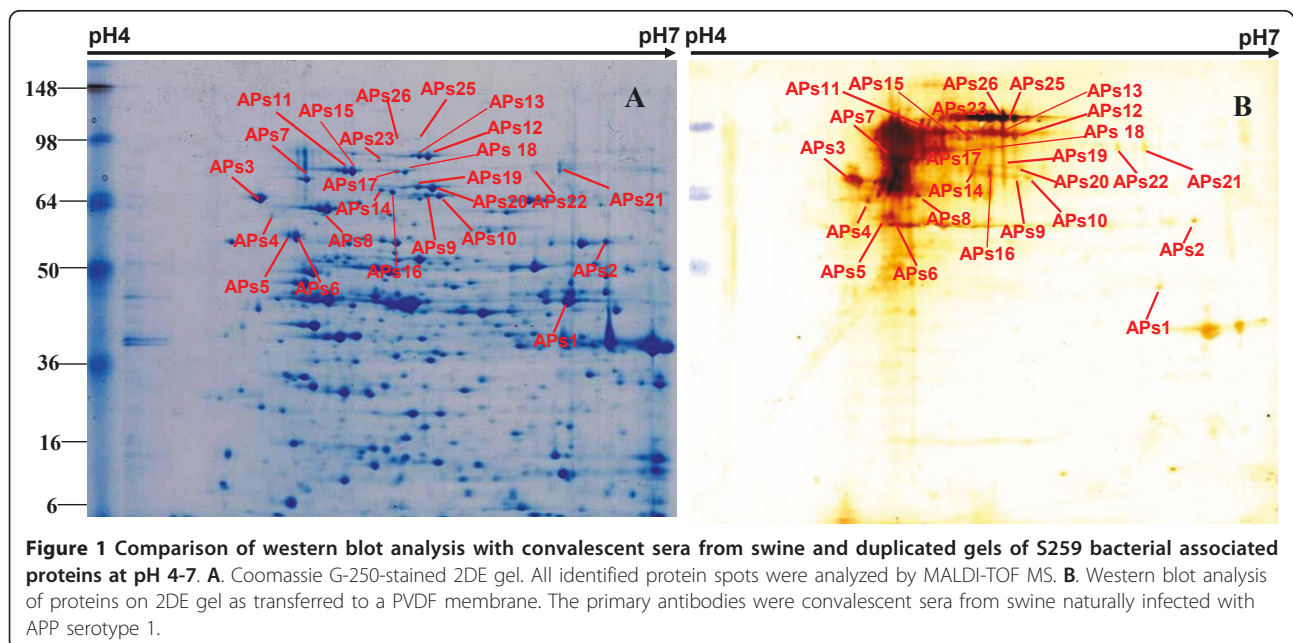 pH4 pH7 pH4 pH7
148
98
64
50
36
16
6
A
APs26 APs25
APs11 APs15 APs13
APs7 APs23 APs12
APs3 APs 18
APs17 APs19
APs14 APs20 APs22 APs21
APs4 APs8 APs9 APs10
APs16 APs2
APs5 APs6
APs1
B
APs15 APs26 APs25
APs11 APs23 APs13
APs7 APs12
APs3 APs 18
APs17 APs19
APs14 APs20 APs22 APs21
APs4 APs8 APs9 APs10
APs16 APs2
APs5 APs6
APs1
Figure 1 Comparison of western blot analysis with convalescent sera from swine and duplicated gels of S259 bacterial associated
proteins at pH 4-7. A. Coomassie G-250-stained 2DE gel. All identified protein spots were analyzed by MALDI-TOF MS. B. Western blot analysis
of proteins on 2DE gel as transferred to a PVDF membrane. The primary antibodies were convalescent sera from swine naturally infected with
APP serotype 1.